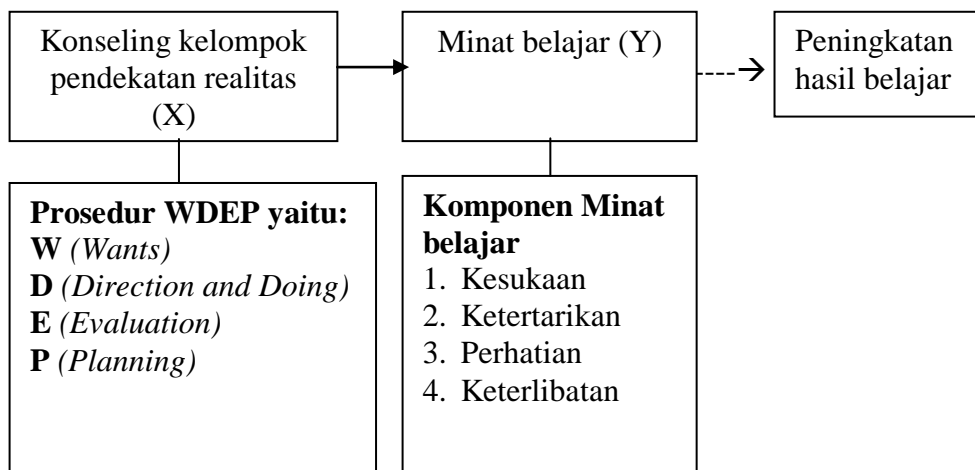 Konseling kelompok
pendekatan realitas
(X)
Minat belajar (Y)
Peningkatan
hasil belajar
Prosedur WDEP yaitu:
W (Wants)
D (Direction and Doing)
E (Evaluation)
P (Planning)
Komponen Minat
belajar
1. Kesukaan
2. Ketertarikan
3. Perhatian
4. Keterlibatan